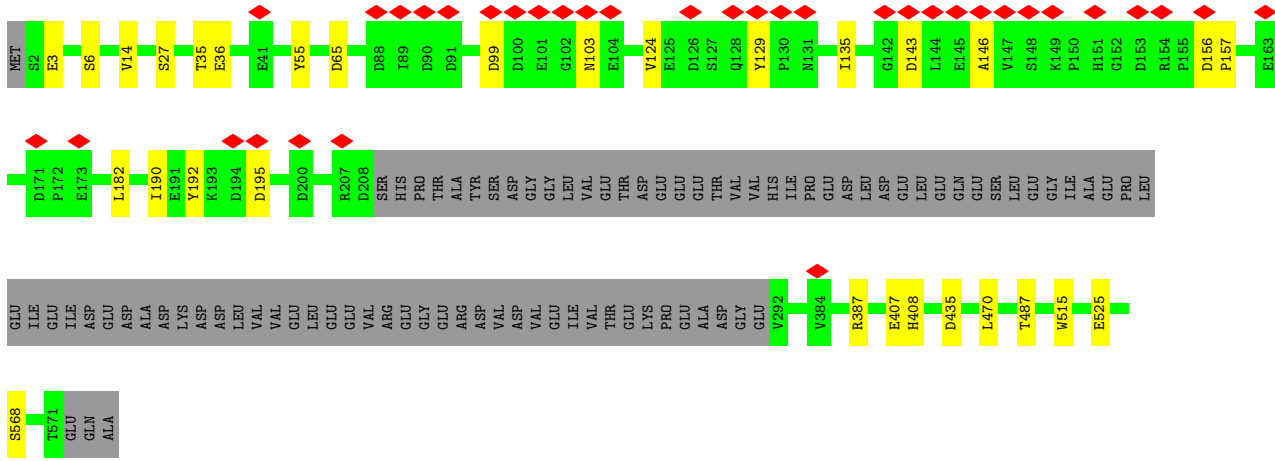 MET S2 E3 S6 V14 S27 T35 E36 E41 Y55 D65 D88 I89 D90 D91 D99 D100 E101 G102 N103 E104 V124 E125 D126 S127 Q128 Y129 P130 N131 I135 G142 D143 L144 E145 A146 V147 S148 K149 P150 H151 G152 D153 R154 P155 D156 P157 E163
D171 P172 E173 L182 I190 E191 Y192 K193 D194 D195 D200 R207 D208 SER HIS PRO THR ALA TYR SER ASP GLY GLY LEU VAL GLU THR ASP GLU GLU GLU THR VAL VAL HIS ILE PRO GLU ASP LEU ASP GLU LEU GLU GLN GLU SER LEU GLU GLY ILE ALA GLU PRO LEU
GLU ILE GLU ILE ASP GLU ASP ALA ASP LYS ASP ASP LEU VAL VAL GLU LEU GLU GLU VAL ARG GLU GLY GLU ARG ASP VAL ASP VAL GLU ILE VAL THR GLU LYS PRO GLU ALA ASP GLY GLU V292 V384 R387 E407 H408 D435 L470 T487 W515 E525
S568 T571 GLU GLN ALA